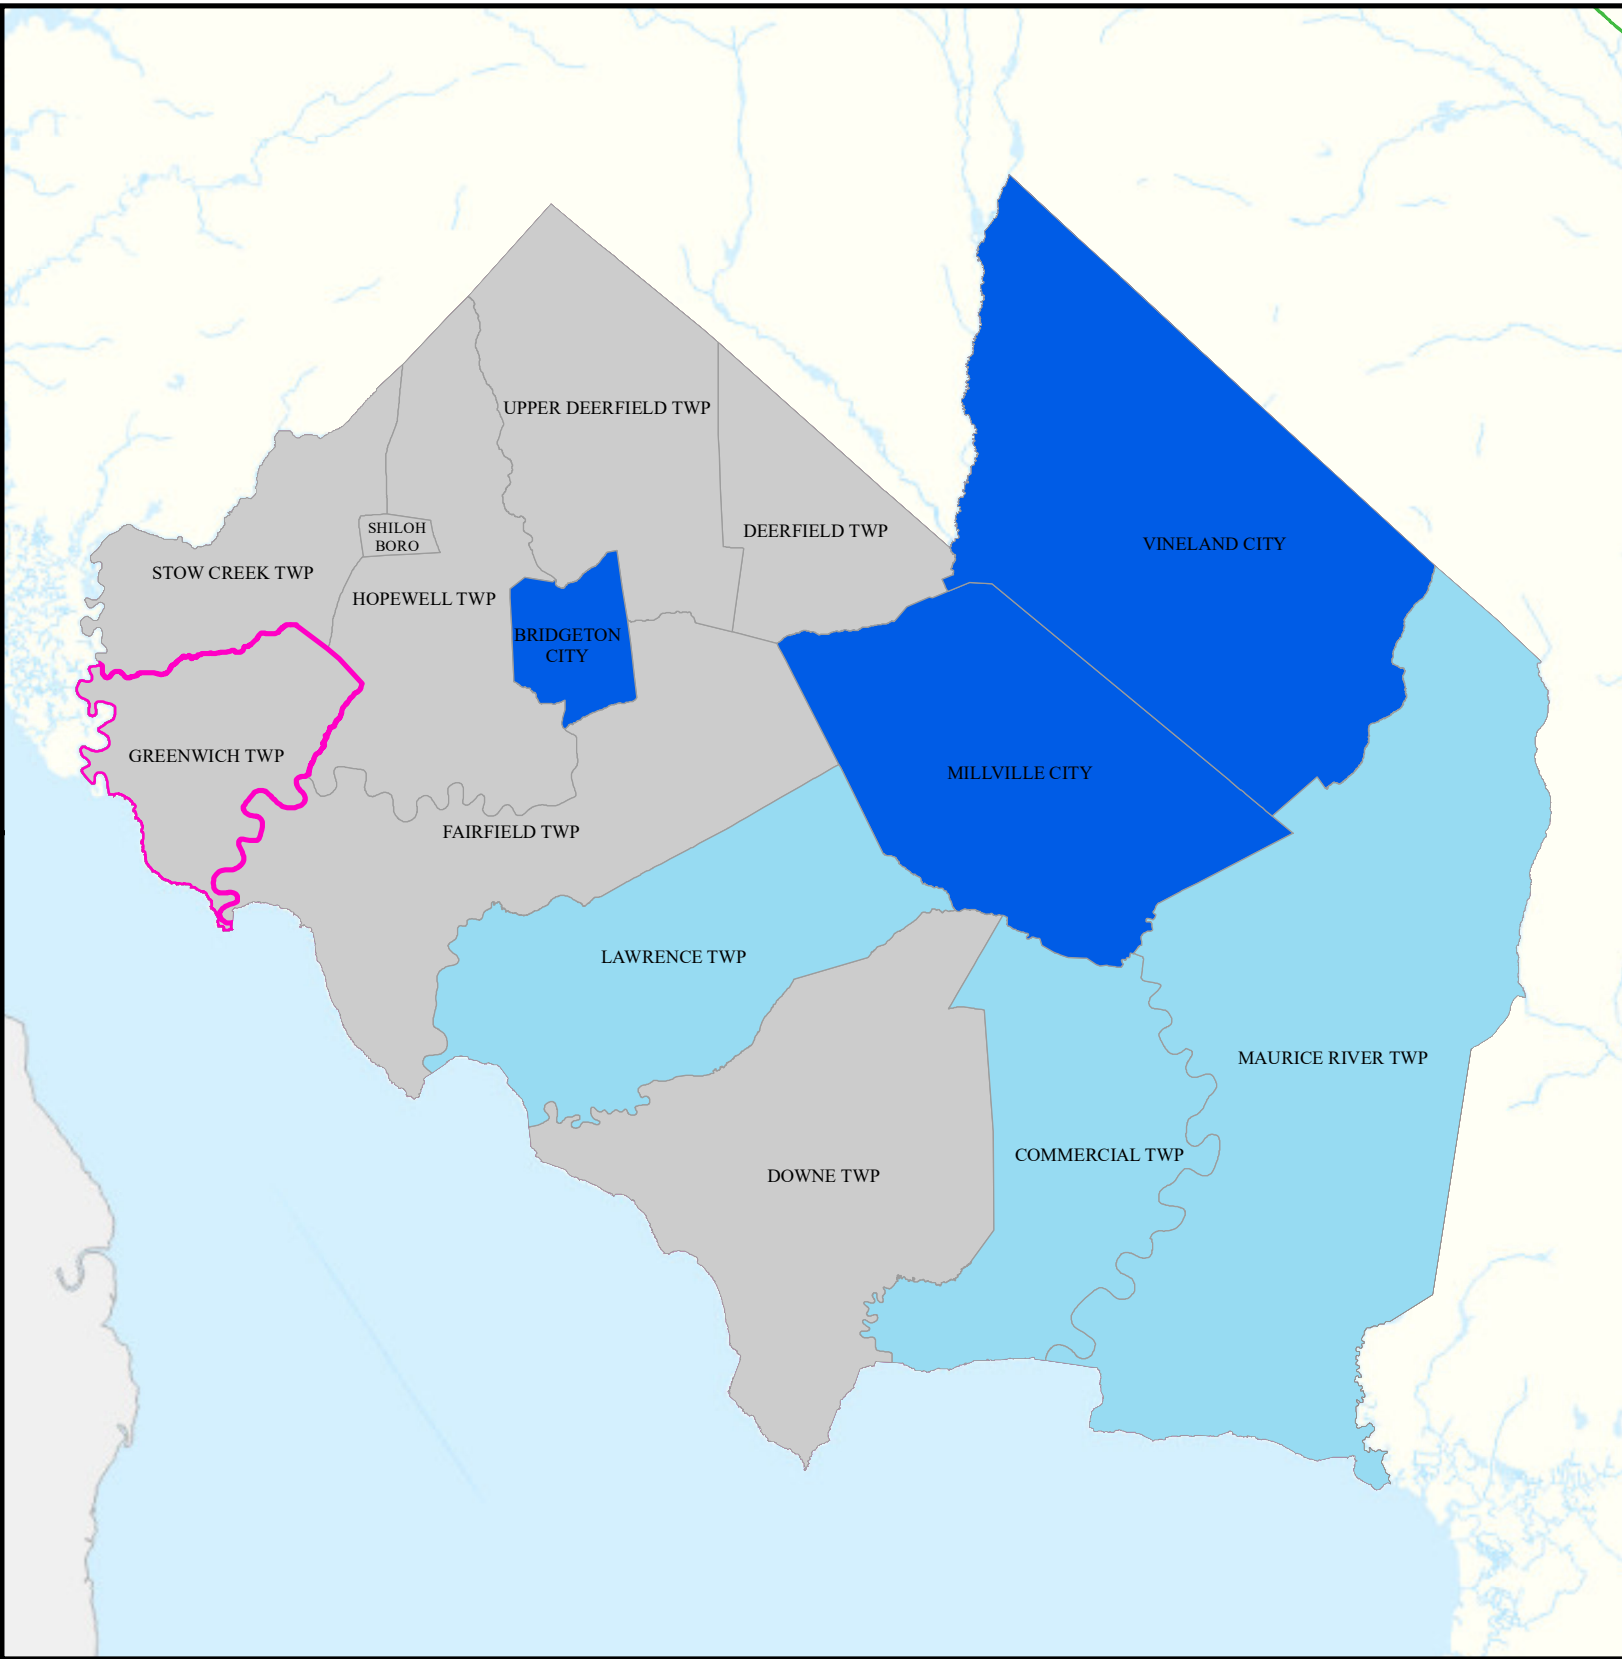 UPPER DEERFIELD TWP
SHILOH
BORO
DEERFIELD TWP
VINELAND CITY
STOW CREEK TWP
HOPEWELL TWP
BRIDGETON
CITY
GREENWICH TWP
MILLVILLE CITY
FAIRFIELD TWP
LAWRENCE TWP
MAURICE RIVER TWP
COMMERCIAL TWP
DOWNE TWP